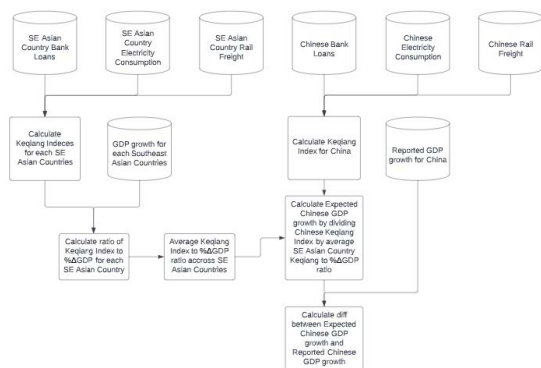 SE Asian
Country Bank
Loans
SE Asian
Country
Electricity
Consumption
SE Asian
Country Rail
Freight
Chinese Bank
Loans
Chinese
Electricity
Consumption
Chinese Rail
Freight
Calculate
Keqiang Indeces
for each SE
Asian Countries
GDP growth for
each Southeast
Asian Countries
Calculate Keqiang
Index for China
Reported GDP
growth for China
Calculate ratio of
Keqiang Index to
%ΔGDP for each
SE Asian Country
Average Keqiang
Index to %ΔGDP
ratio accross SE
Asian Countries
Calculate Expected
Chinese GDP
growth by dividing
Chinese Keqiang
Index by average
SE Asian Country
Keqiang to %ΔGDP
ratio
Calculate diff
between Expected
Chinese GDP
growth and
Reported Chinese
GDP growth